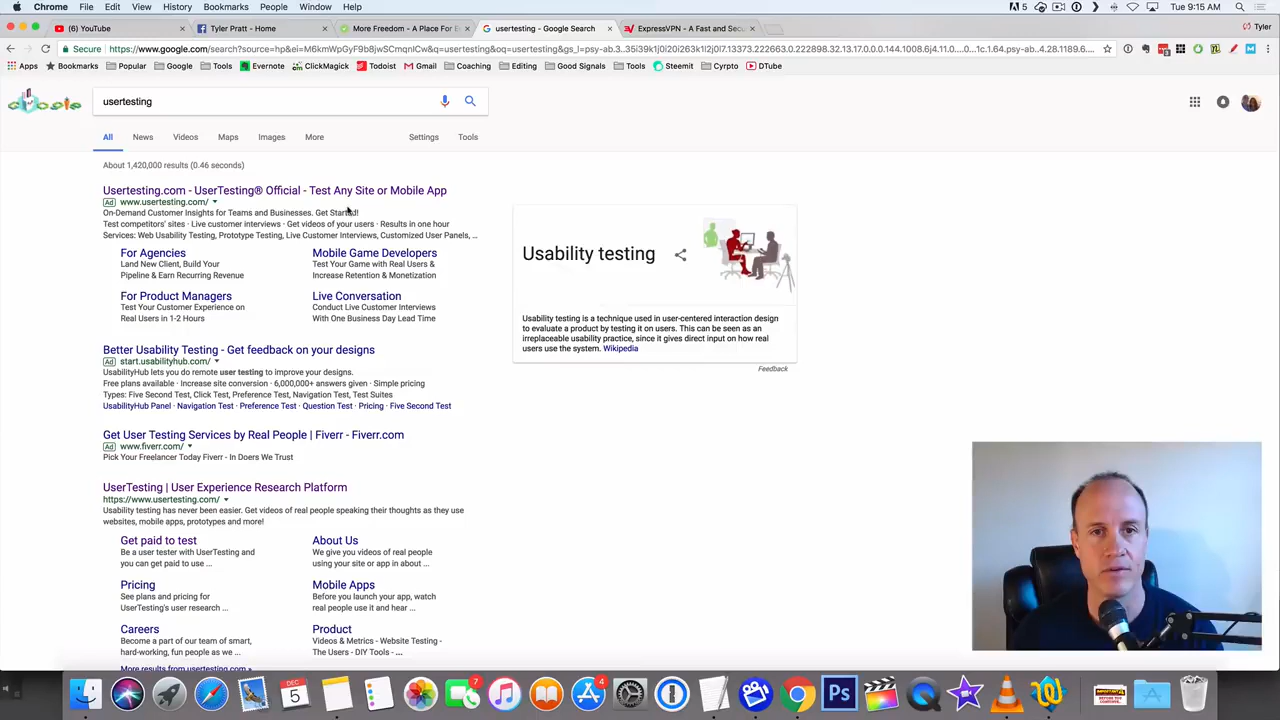 Chrome File Edit View History Bookmarks People Window Help 5 Tue 9:15 AM
YouTube
Tyler Pratt - Home
More Freedom - A Place For E
usertesting - Google Search
ExpressVPN - A Fast and Secu
Tyler
Secure
Apps Bookmarks Popular Google Tools Evernote ClickMagick Todoist Gmail Coaching Editing Good Signals Tools Steemit Cyrpto DTube
usertesting
All News Videos Maps Images More Settings Tools
About 1,420,000 results (0.46 seconds)
Usertesting.com - UserTesting® Official - Test Any Site or Mobile App
Ad www.usertesting.com/
On-Demand Customer Insights for Teams and Businesses. Get Started!
Test competitors' sites · Live customer interviews · Get videos of your users · Results in one hour
Services: Web Usability Testing, Prototype Testing, Live Customer Interviews, Customized User Panels, ...
For Agencies
Land New Client, Build Your
Pipeline & Earn Recurring Revenue
Mobile Game Developers
Test Your Game with Real Users &
Increase Retention & Monetization
For Product Managers
Test Your Customer Experience on
Real Users in 1-2 Hours
Live Conversation
Conduct Live Customer Interviews
With One Business Day Lead Time
Better Usability Testing - Get feedback on your designs
Ad start.usabilityhub.com/
UsabilityHub lets you do remote user testing to improve your designs.
Free plans available · Increase site conversion · 6,000,000+ answers given · Simple pricing
Types: Five Second Test, Click Test, Preference Test, Navigation Test, Test Suites
UsabilityHub Panel · Navigation Test · Preference Test · Question Test · Pricing · Five Second Test
Get User Testing Services by Real People | Fiverr - Fiverr.com
Ad www.fiverr.com/
Pick Your Freelancer Today Fiverr - In Doers We Trust
UserTesting | User Experience Research Platform
https://www.usertesting.com/
Usability testing has never been easier. Get videos of real people speaking their thoughts as they use
websites, mobile apps, prototypes and more!
Get paid to test
Be a user tester with UserTesting and
you can get paid to use ...
About Us
We give you videos of real people
using your site or app in about ...
Pricing
See plans and pricing for
UserTesting's user research ...
Mobile Apps
Before you launch your app, watch
real people use it and hear ...
Careers
Become a part of our team of smart,
hard-working, fun people as we ...
Product
Videos & Metrics - Website Testing -
The Users - DIY Tools - ...
More results from usertesting.com »
Usability testing
Usability testing is a technique used in user-centered interaction design
to evaluate a product by testing it on users. This can be seen as an
irreplaceable usability practice, since it gives direct input on how real
users use the system. Wikipedia
Feedback
DEC
5
7
4
Ps